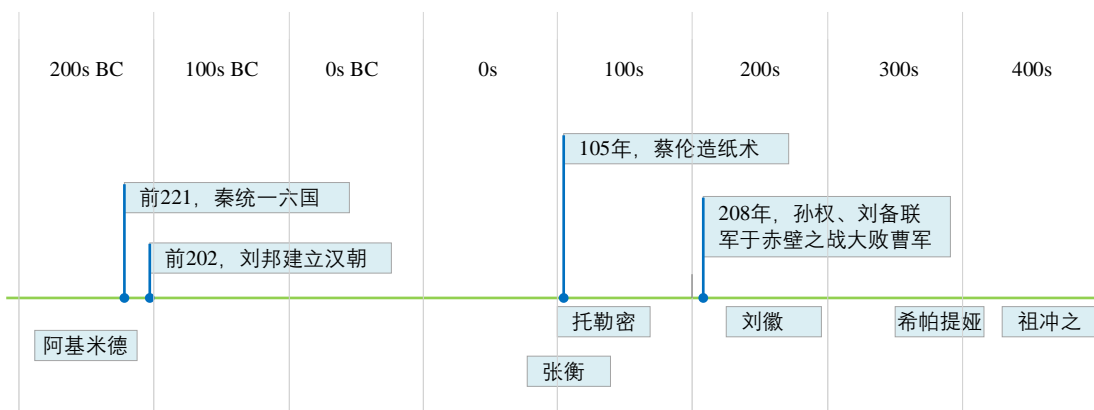 200s BC
100s BC
0s BC
0s
100s
200s
300s
400s
105年，蔡伦造纸术
前221，秦统一六国
208年，孙权、刘备联
军于赤壁之战大败曹军
前202，刘邦建立汉朝
托勒密
刘徽
希帕提娅
祖冲之
阿基米德
张衡